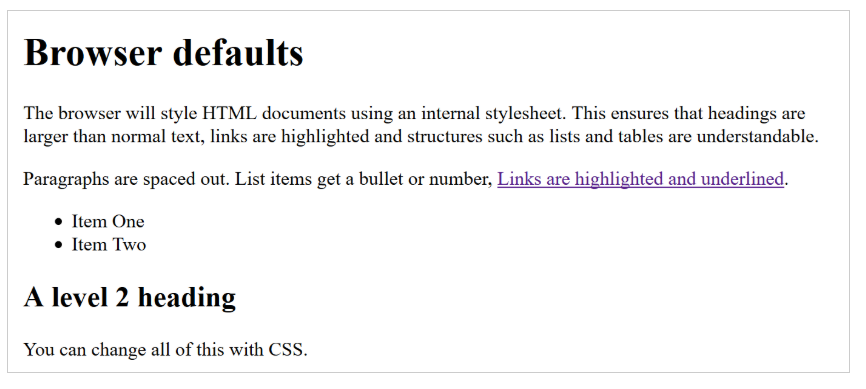 Browser defaults
The browser will style HTML documents using an internal stylesheet. This ensures that headings are
larger than normal text, links are highlighted and structures such as lists and tables are understandable.
Paragraphs are spaced out. List items get a bullet or number, Links are highlighted and underlined.
• Item One
• Item Two
A level 2 heading
You can change all of this with CSS.